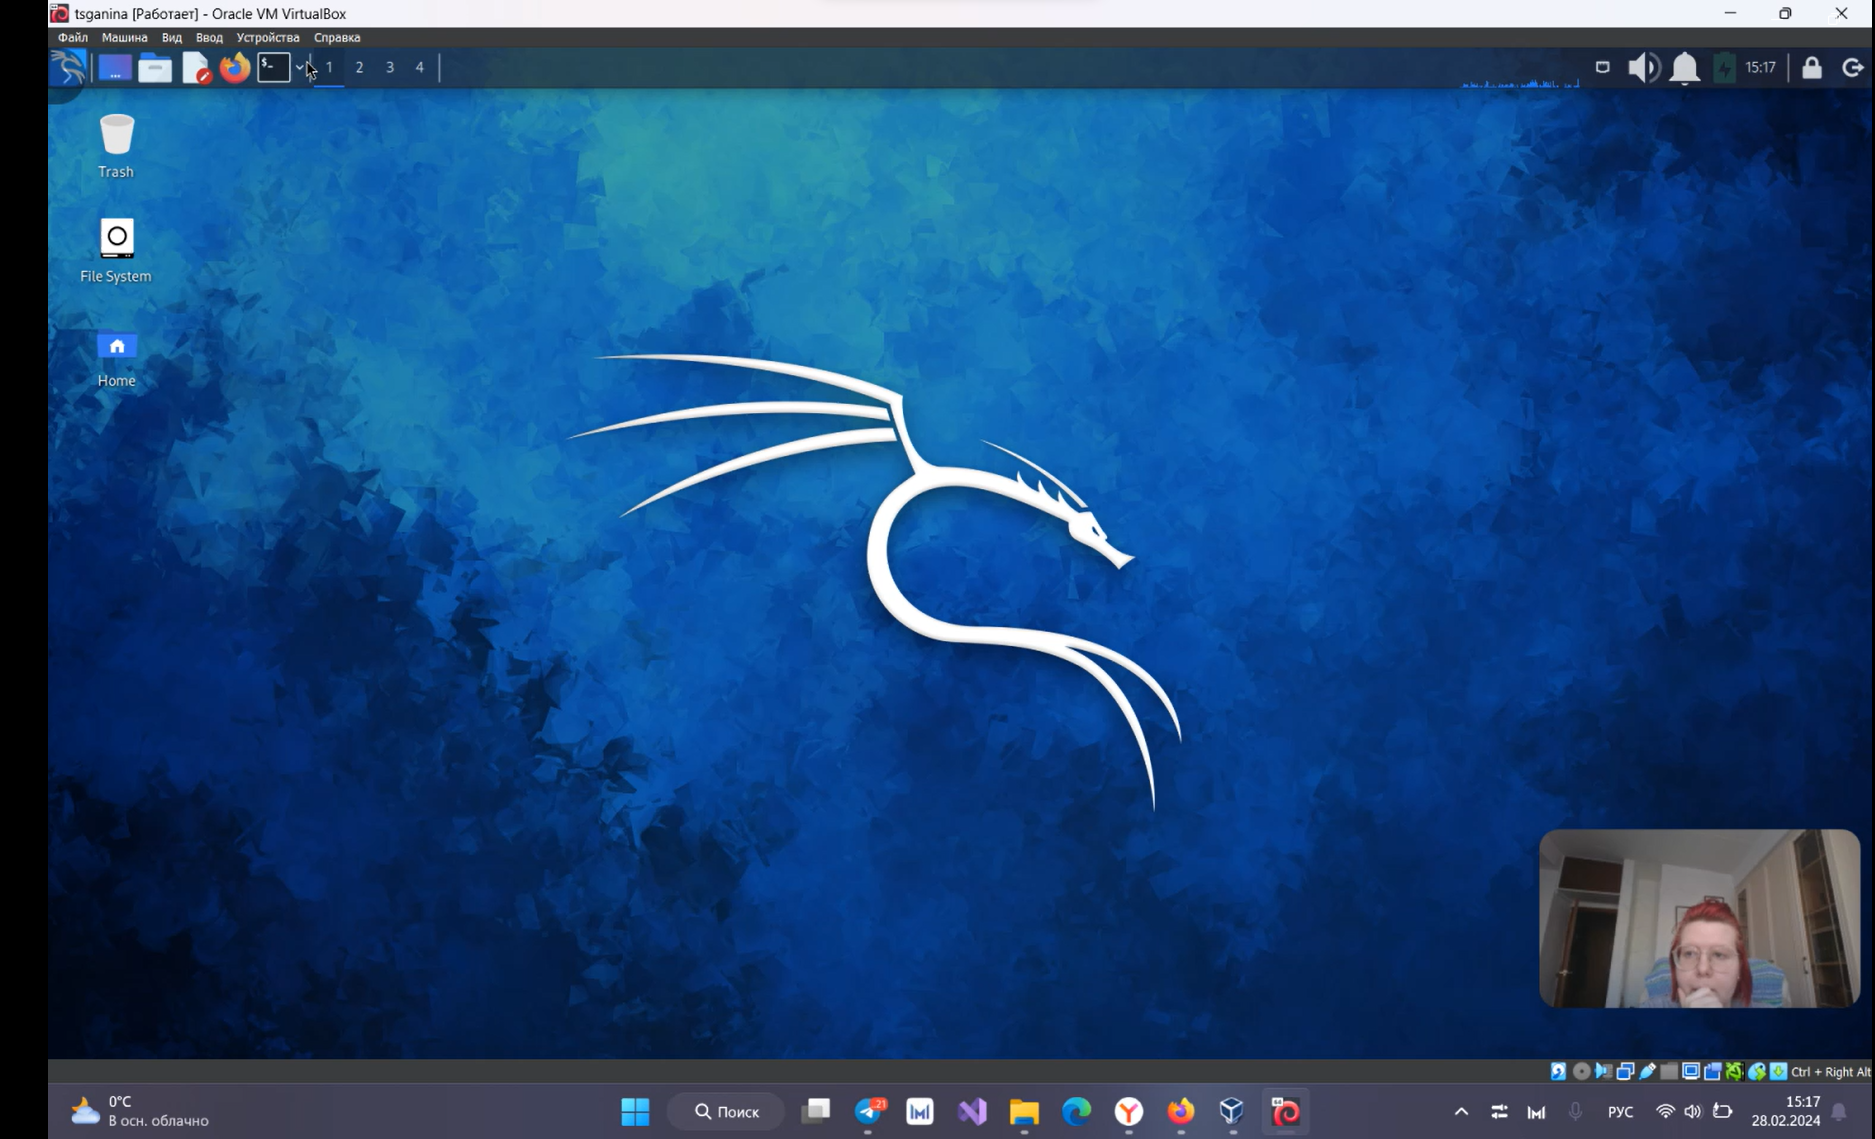 tsganina [Работает] - Oracle VM VirtualBox
Файл Машина Вид Ввод Устройства Справка
$_ 1 2 3 4 15:17
Trash
File System
Home
Ctrl + Right Alt
0°C
В осн. облачно
Поиск
21
64
РУС
15:17
28.02.2024